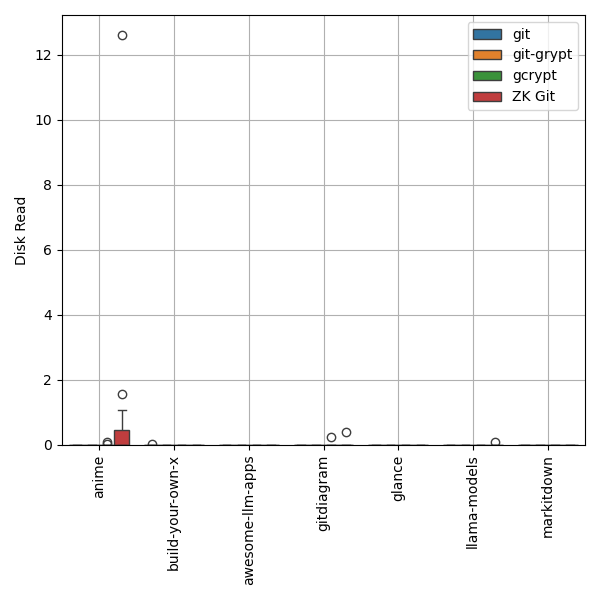 12
10
8
6
4
2
0
Disk Read
git
git-grypt
gcrypt
ZK Git
anime
build-your-own-x
awesome-llm-apps
gitdiagram
glance
llama-models
markitdown